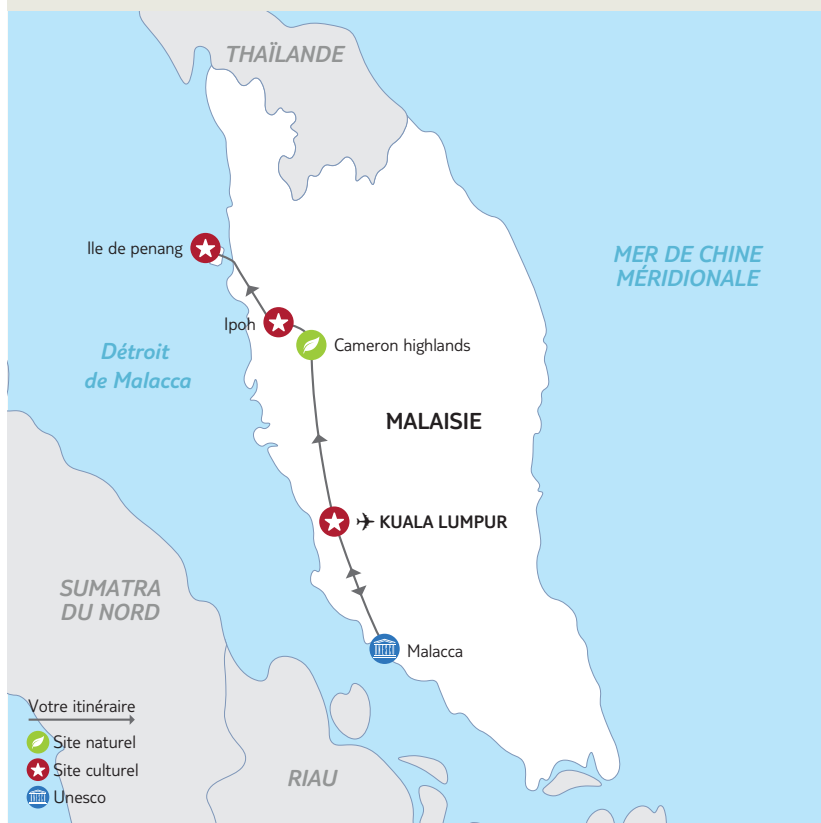 THAÏLANDE
Ile de penang
MER DE CHINE
MÉRIDIONALE
Ipoh
Cameron highlands
Détroit
de Malacca
MALAISIE
KUALA LUMPUR
SUMATRA
DU NORD
Malacca
Votre itinéraire
Site naturel
Site culturel
Unesco
RIAU